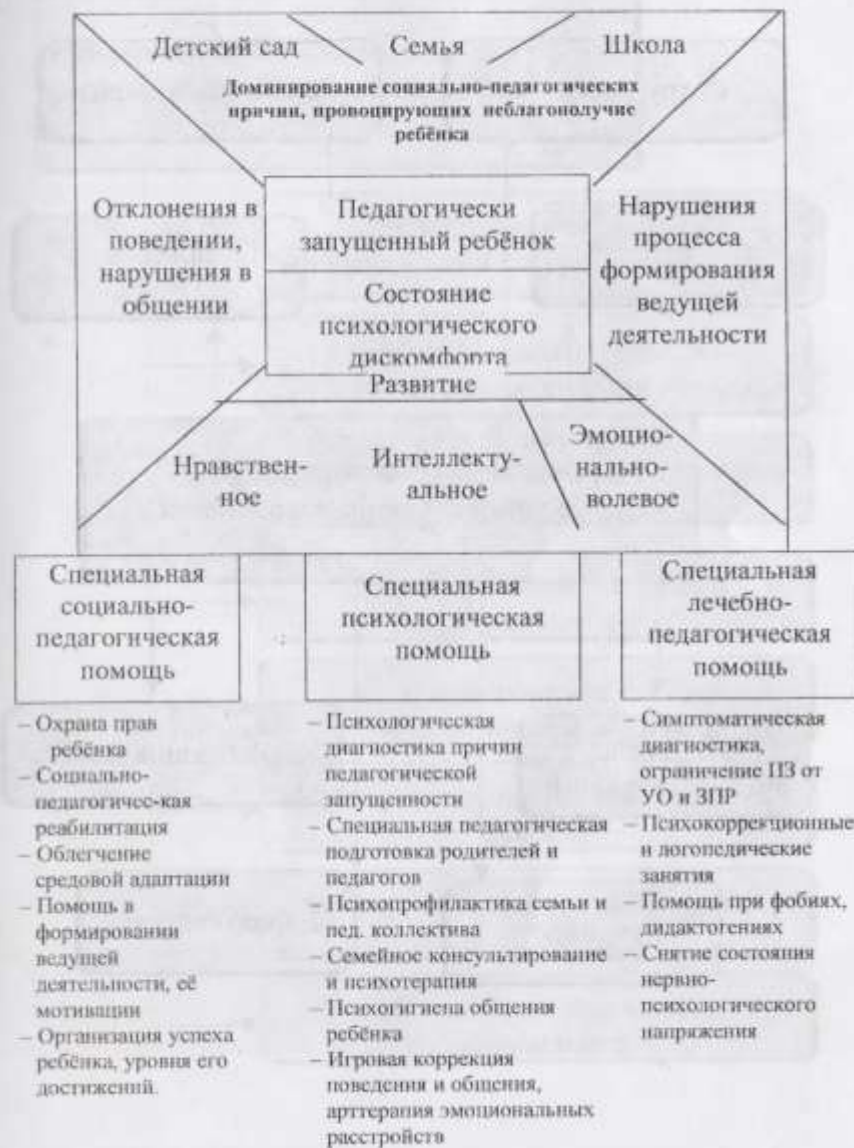 Детский сад
Семья
Школа
Доминирование социально-педагогических
причин, провоцирующих неблагополучие
ребёнка
Отклонения в
поведении,
нарушения в
общении
Педагогически
запущенный ребёнок
Состояние
психологического
дискомфорта
Нарушения
процесса
формирования
ведущей
деятельности
Развитие
Нравствен-
ное
Интеллекту-
альное
Эмоцио-
нально-
волевое
Специальная
социально-
педагогическая
помощь
– Охрана прав
ребёнка
– Социально-
педагогичес-кая
реабилитация
– Облегчение
средовой адаптации
– Помощь в
формировании
ведущей
деятельности, её
мотивации
– Организация успеха
ребёнка, уровня его
достижений.
Специальная
психологическая
помощь
– Психологическая
диагностика причин
педагогической
запущенности
– Специальная педагогическая
подготовка родителей и
педагогов
– Психопрофилактика семьи и
пед. коллектива
– Семейное консультирование
и психотерапия
– Психогигиена общения
ребёнка
– Игровая коррекция
поведения и общения,
арттерапия эмоциональных
расстройств
Специальная
лечебно-
педагогическая
помощь
– Симптоматическая
диагностика,
ограничение ПЗ от
УО и ЗПР
– Психокоррекционные
и логопедические
занятия
– Помощь при фобиях,
дидактогениях
– Снятие состояния
нервно-
психологического
напряжения